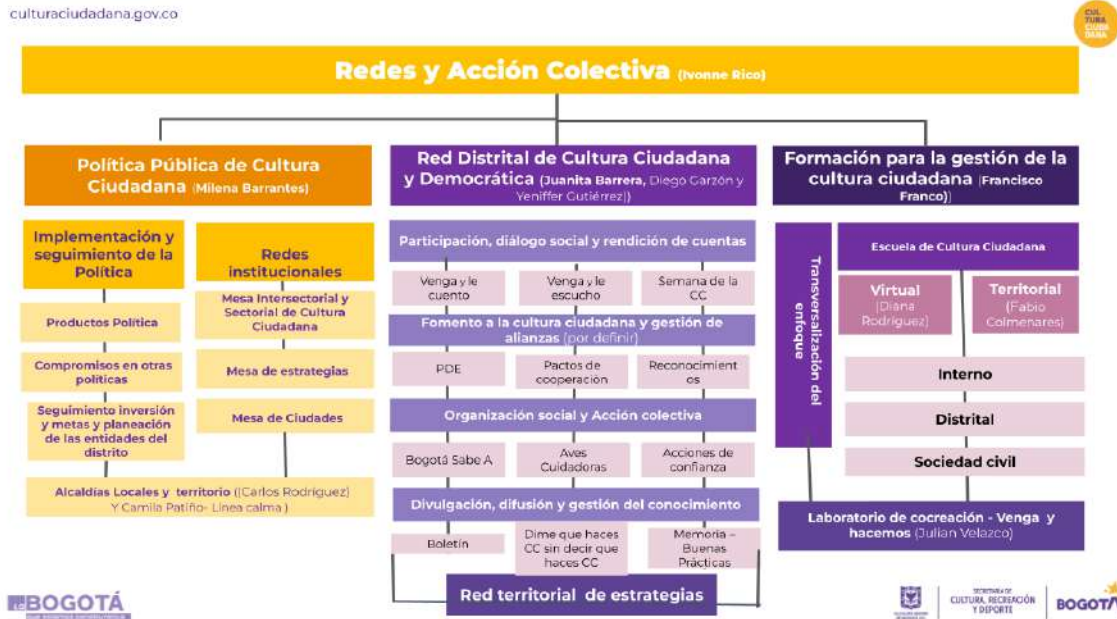 culturaciudadana.gov.co
CUL
TURA
CIUDA
DANA
Redes y Acción Colectiva (Ivonne Rico)
Política Pública de Cultura
Ciudadana (Milena Barrantes)
Implementación y
seguimiento de la
Política
Productos Política
Compromisos en otras
políticas
Seguimiento inversión
y metas y planeación
de las entidades del
distrito
Redes
institucionales
Mesa Intersectorial y
Sectorial de Cultura
Ciudadana
Mesa de estrategias
Mesa de Ciudades
Alcaldías Locales y territorio ((Carlos Rodríguez)
Y Camila Patiño- Linea calma )
Red Distrital de Cultura Ciudadana
y Democrática (Juanita Barrera, Diego Garzón y
Yeniffer Gutiérrez))
Participación, diálogo social y rendición de cuentas
Venga y le
cuento
Venga y le
escucho
Semana de la
CC
Fomento a la cultura ciudadana y gestión de
alianzas (por definir)
PDE
Pactos de
cooperación
Reconocimient
os
Organización social y Acción colectiva
Bogotá Sabe A
Aves
Cuidadoras
Acciones de
confianza
Divulgación, difusión y gestión del conocimiento
Boletín
Dime que haces
CC sin decir que
haces CC
Memoria –
Buenas
Prácticas
Red territorial de estrategias
Formación para la gestión de la
cultura ciudadana (Francisco
Franco))
Transversalización del
enfoque
Escuela de Cultura Ciudadana
Virtual
(Diana
Rodríguez)
Territorial
(Fabio
Colmenares)
Interno
Distrital
Sociedad civil
Laboratorio de cocreación - Venga y
hacemos (Julian Velazco)
BOGOTÁ
SECRETARÍA DE
CULTURA, RECREACIÓN
Y DEPORTE
BOGOTÁ